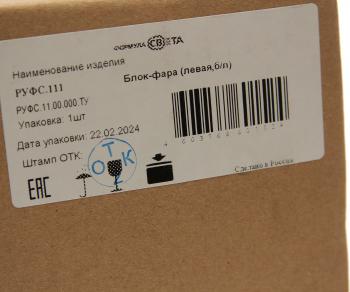 ФОРМУЛА СВЕТА
Наименование изделия
Блок-фара (левая,б/п)
РУФС.111
РУФС.11.00.000.ТУ
Упаковка: 1шт
Дата упаковки: 22.02.2024
Штамп ОТК:
ОТК
EAC
Сделано в России